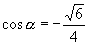 cos α = -√6/4